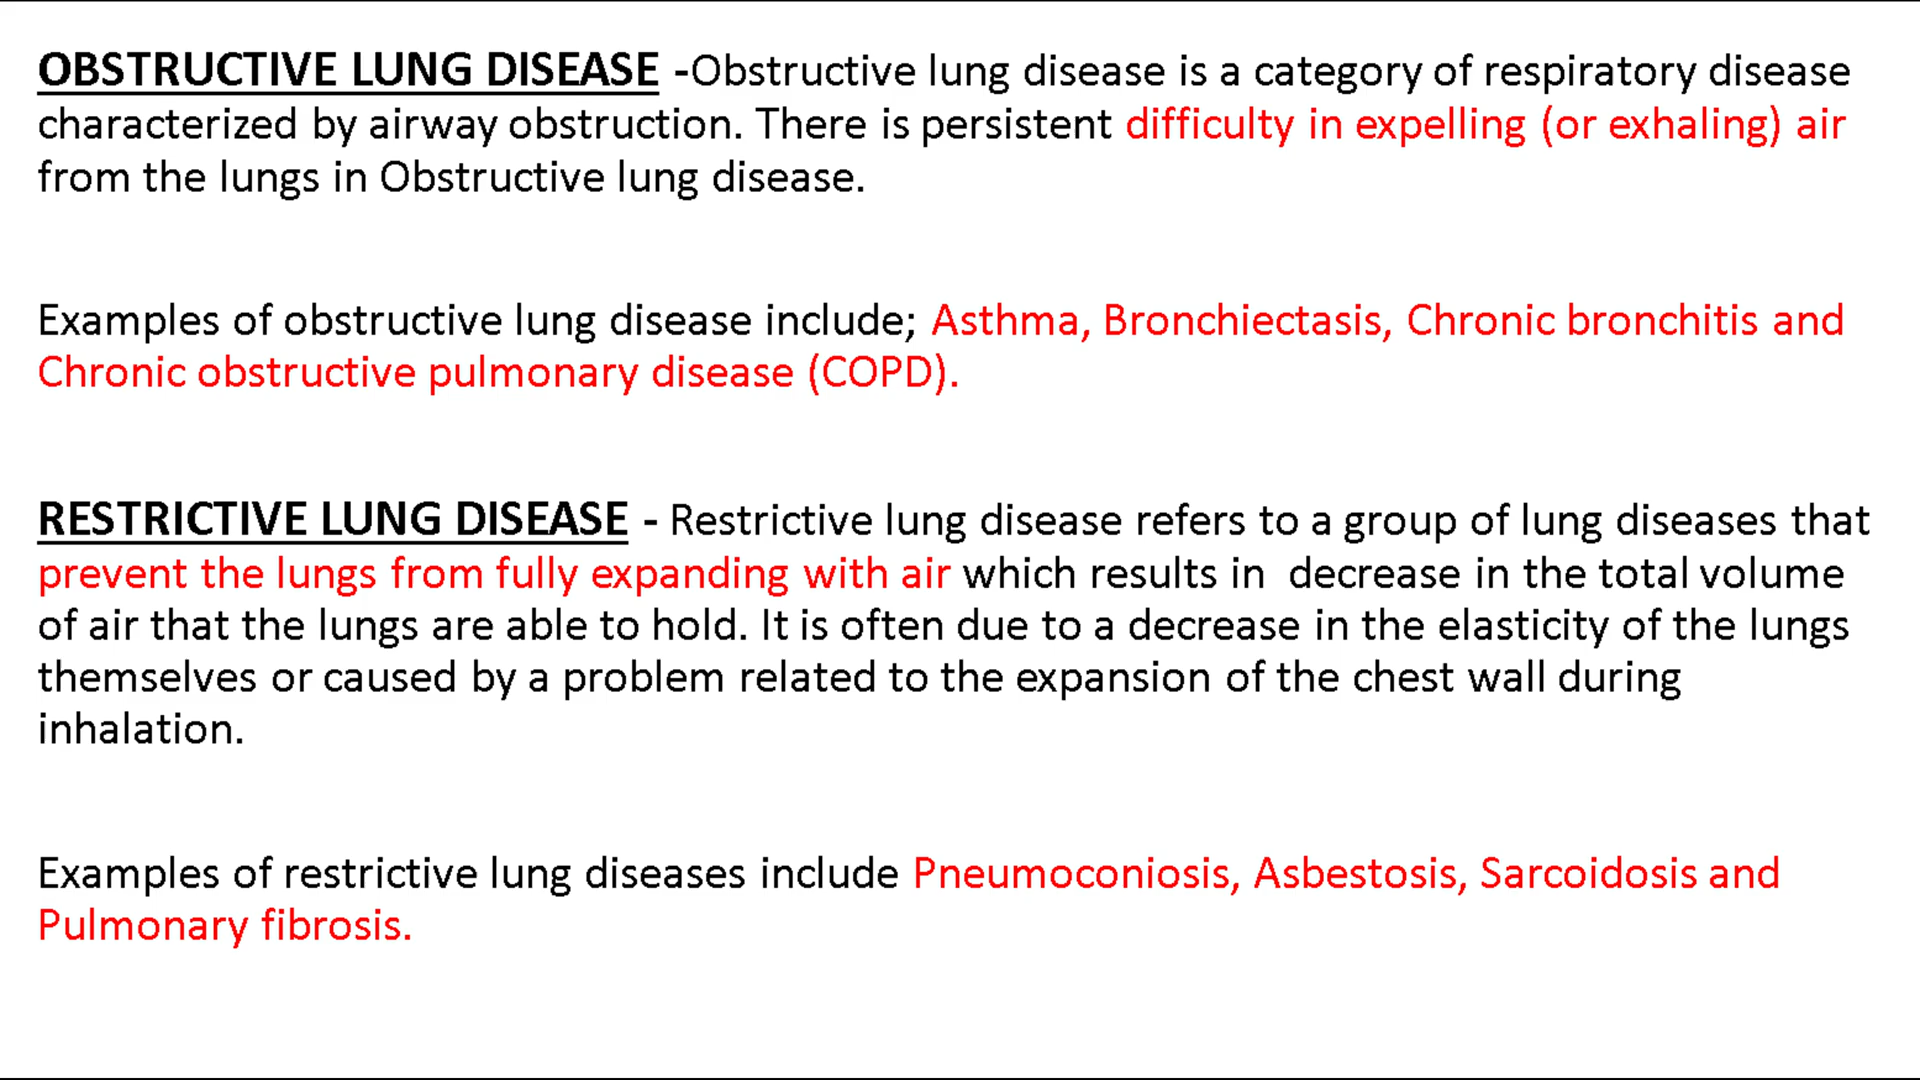 OBSTRUCTIVE LUNG DISEASE -Obstructive lung disease is a category of respiratory disease
characterized by airway obstruction. There is persistent difficulty in expelling (or exhaling) air
from the lungs in Obstructive lung disease.
Examples of obstructive lung disease include; Asthma, Bronchiectasis, Chronic bronchitis and
Chronic obstructive pulmonary disease (COPD).
RESTRICTIVE LUNG DISEASE - Restrictive lung disease refers to a group of lung diseases that
prevent the lungs from fully expanding with air which results in  decrease in the total volume
of air that the lungs are able to hold. It is often due to a decrease in the elasticity of the lungs
themselves or caused by a problem related to the expansion of the chest wall during
inhalation.
Examples of restrictive lung diseases include Pneumoconiosis, Asbestosis, Sarcoidosis and
Pulmonary fibrosis.